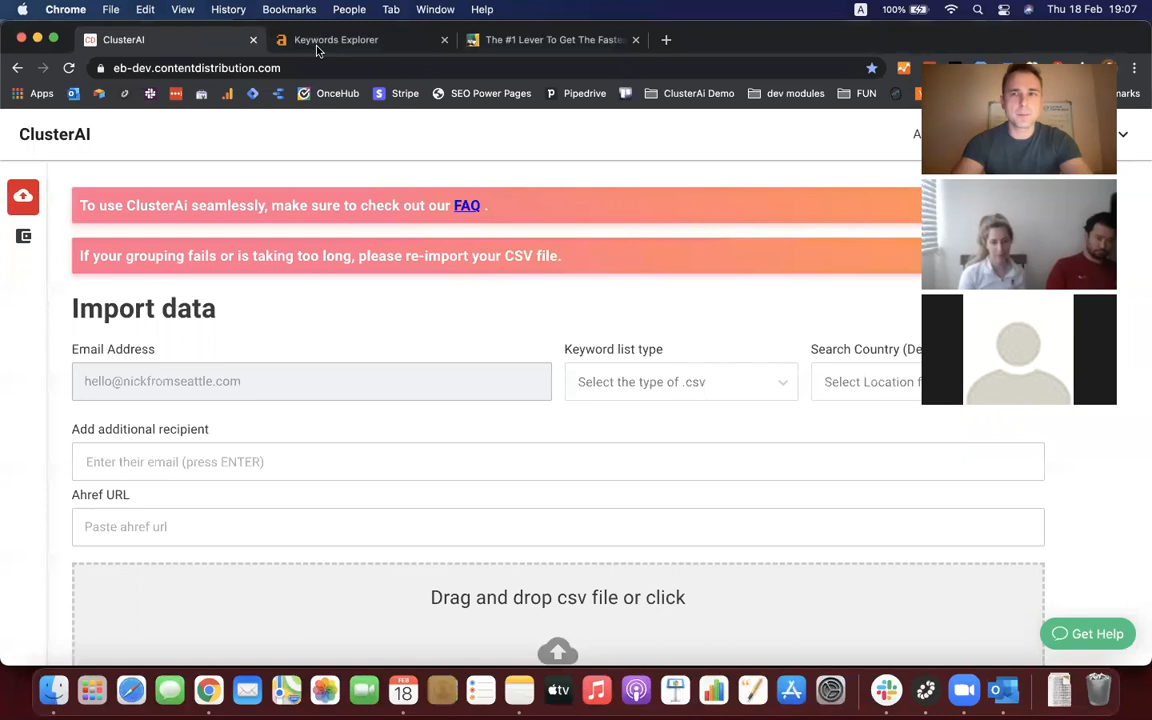 Chrome File Edit View History Bookmarks People Tab Window Help A 100% Thu 18 Feb 19:07
ClusterAI Keywords Explorer The #1 Lever To Get The Faste
eb-dev.contentdistribution.com
Apps OnceHub Stripe SEO Power Pages Pipedrive ClusterAi Demo dev modules FUN marks
ClusterAI A
To use ClusterAi seamlessly, make sure to check out our FAQ .
If your grouping fails or is taking too long, please re-import your CSV file.
Import data
Email Address Keyword list type Search Country (De
hello@nickfromseattle.com Select the type of .csv Select Location f
Add additional recipient
Enter their email (press ENTER)
Ahref URL
Paste ahref url
Drag and drop csv file or click
Get Help
FEB
18
tv